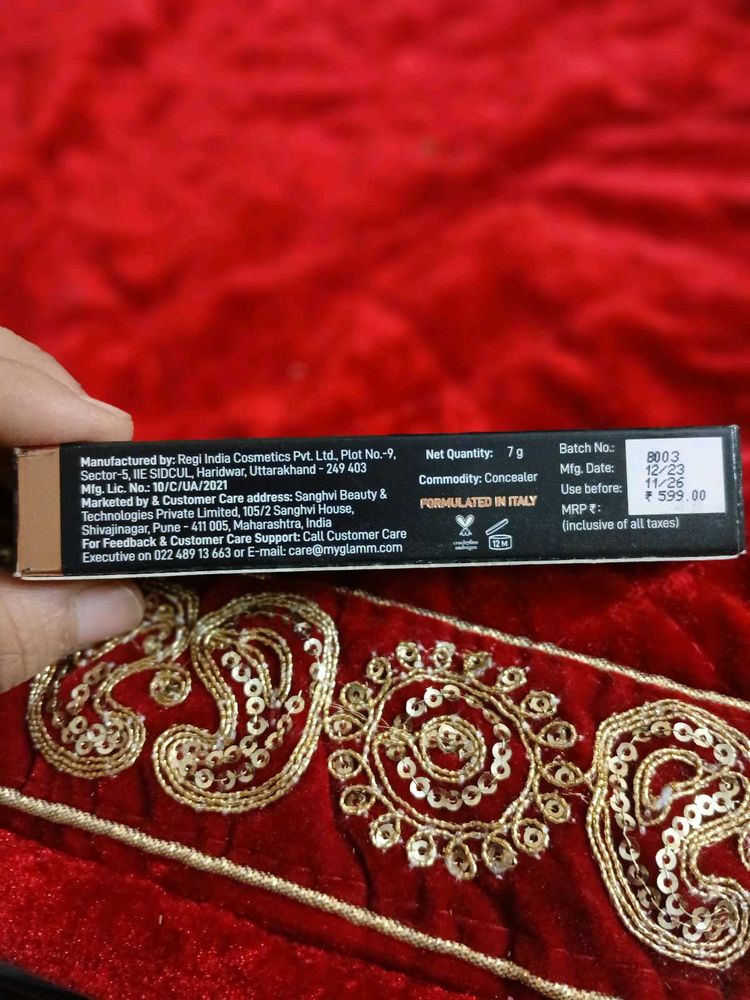 Manufactured by: Regi India Cosmetics Pvt. Ltd., Plot No.-9,
Sector-5, IIE SIDCUL, Haridwar, Uttarakhand - 249 403
Mfg. Lic. No.: 10/C/UA/2021
Marketed by & Customer Care address: Sanghvi Beauty &
Technologies Private Limited, 105/2 Sanghvi House,
Shivajinagar, Pune - 411 005, Maharashtra, India
For Feedback & Customer Care Support: Call Customer Care
Executive on 022 489 13 663 or E-mail: care@myglamm.com
Net Quantity: 7 g
Commodity: Concealer
FORMULATED IN ITALY
12 M
Batch No.: B003
Mfg. Date: 12/23
Use before: 11/26
MRP ₹: ₹ 599.00
(inclusive of all taxes)